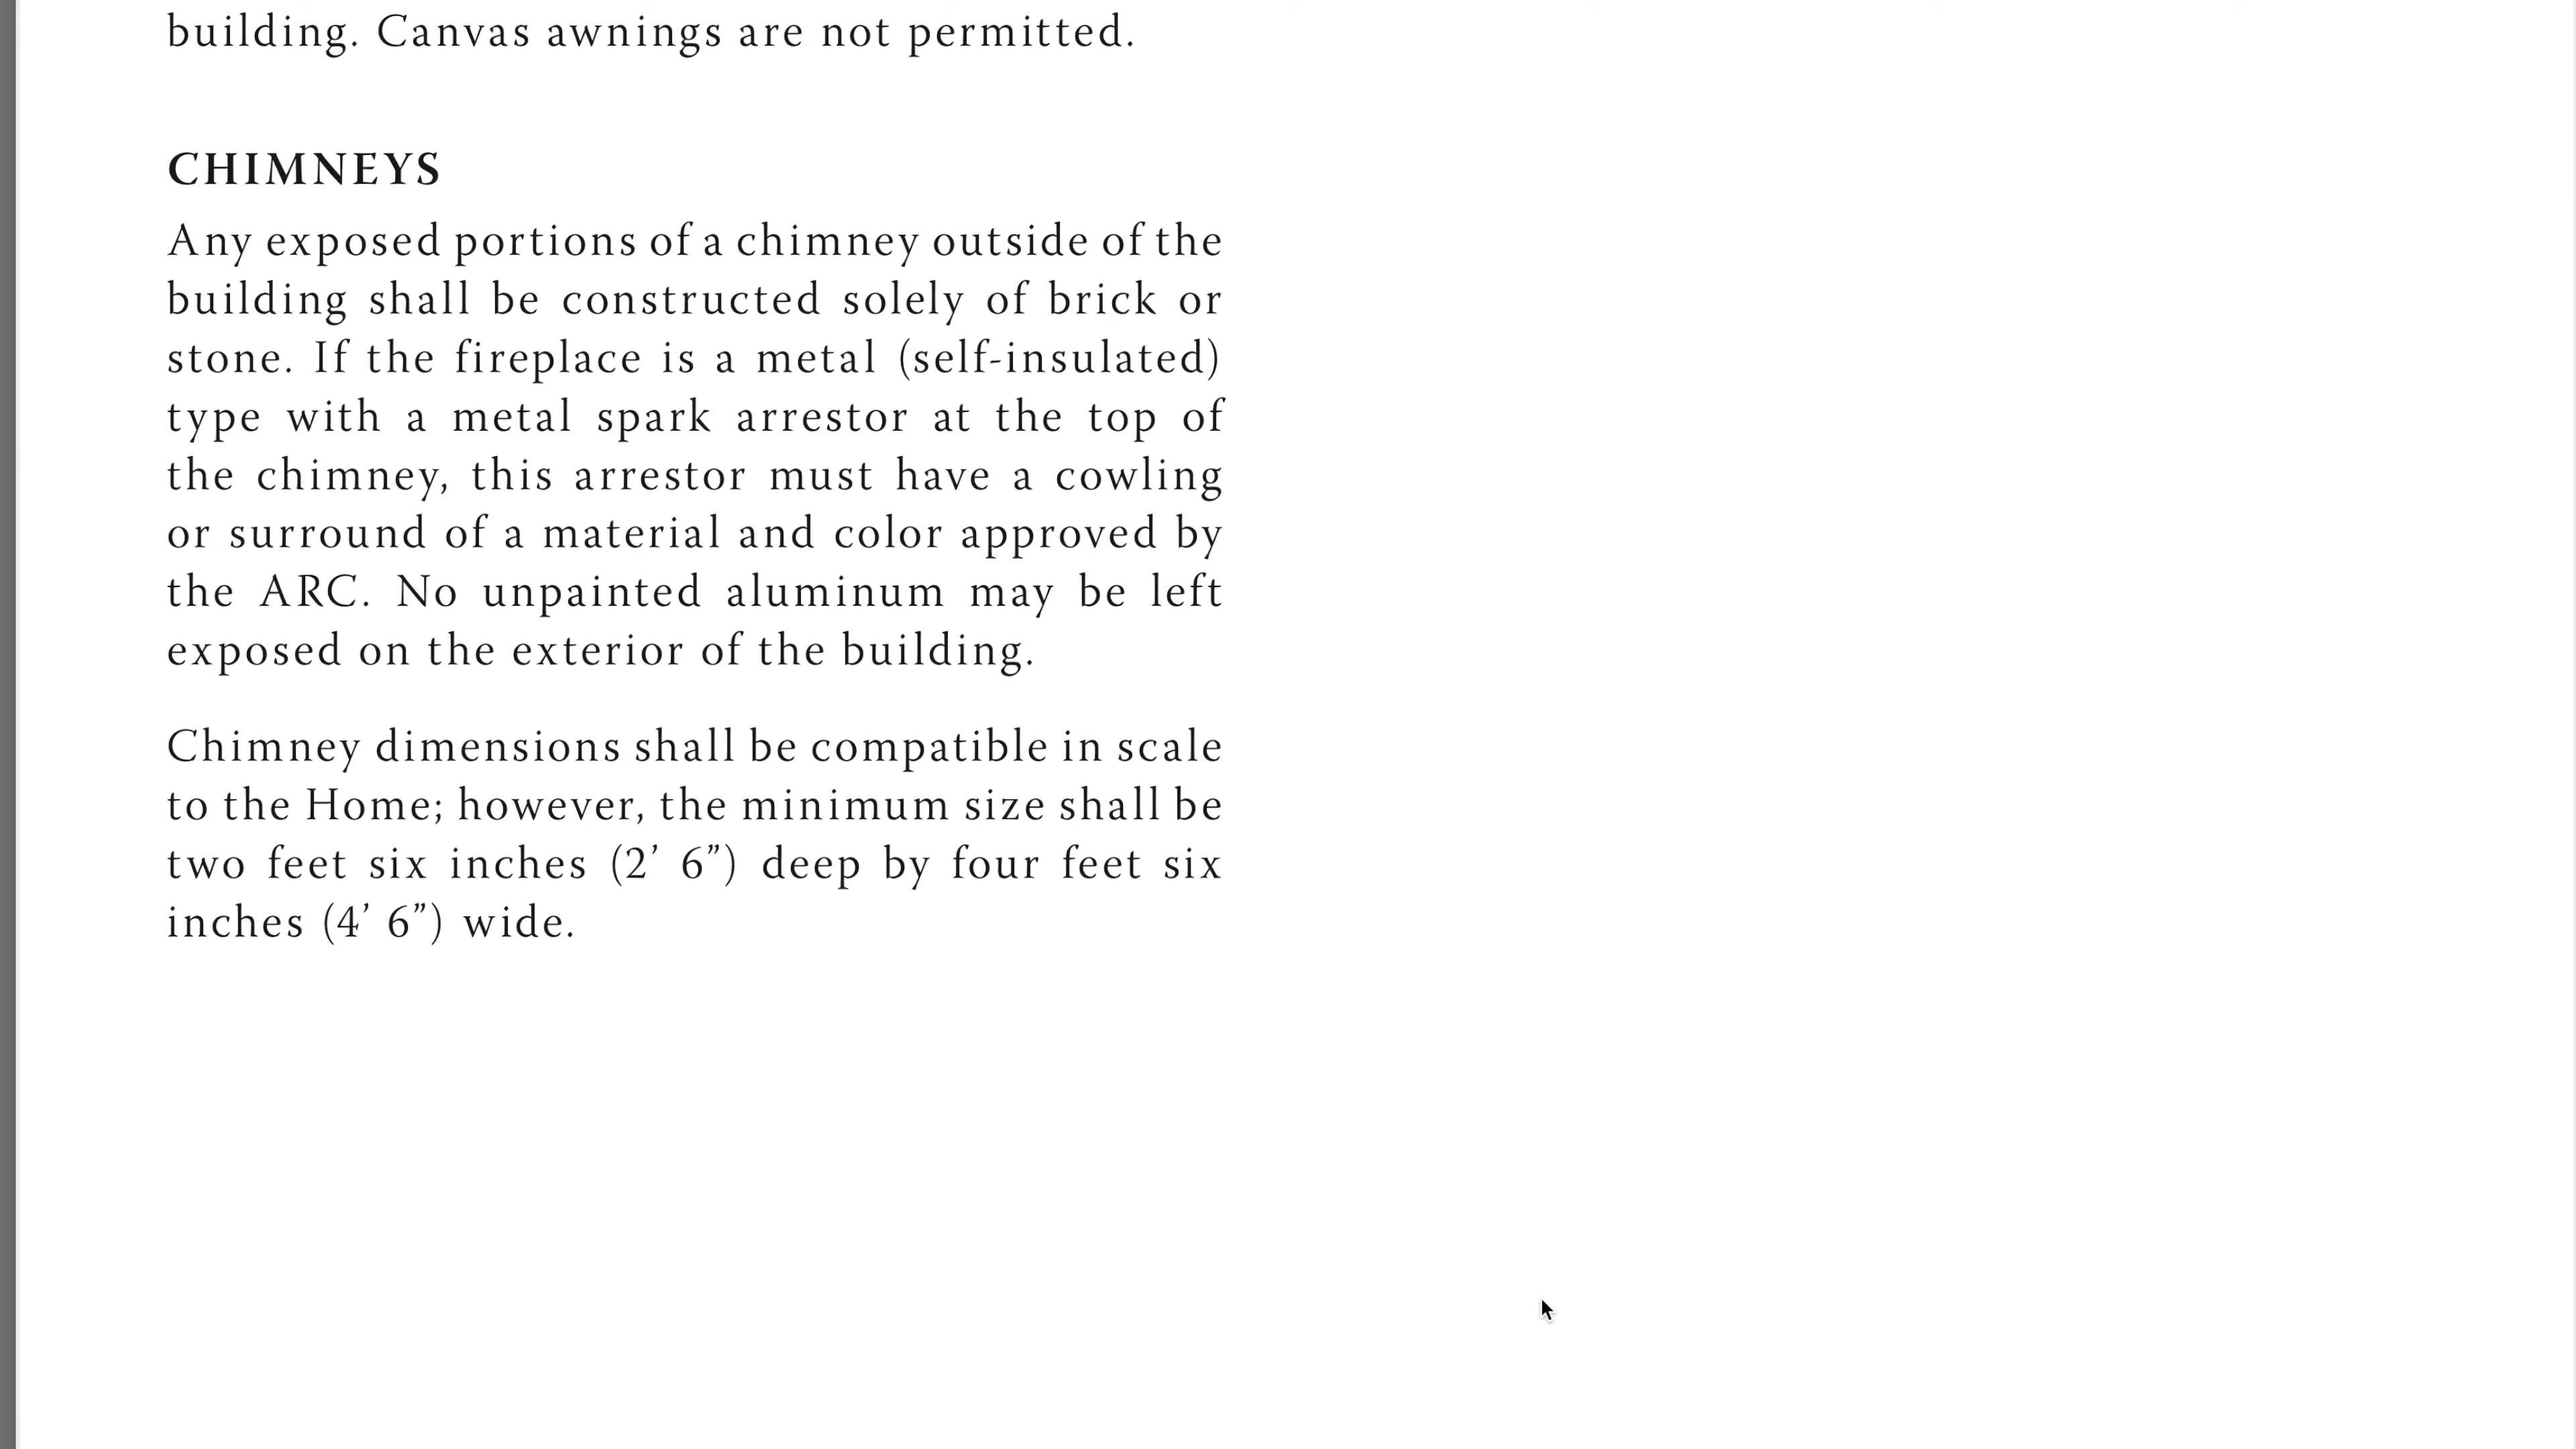 building. Canvas awnings are not permitted.
CHIMNEYS
Any exposed portions of a chimney outside of the
building shall be constructed solely of brick or
stone. If the fireplace is a metal (self-insulated)
type with a metal spark arrestor at the top of
the chimney, this arrestor must have a cowling
or surround of a material and color approved by
the ARC. No unpainted aluminum may be left
exposed on the exterior of the building.
Chimney dimensions shall be compatible in scale
to the Home; however, the minimum size shall be
two feet six inches (2’ 6”) deep by four feet six
inches (4’ 6”) wide.